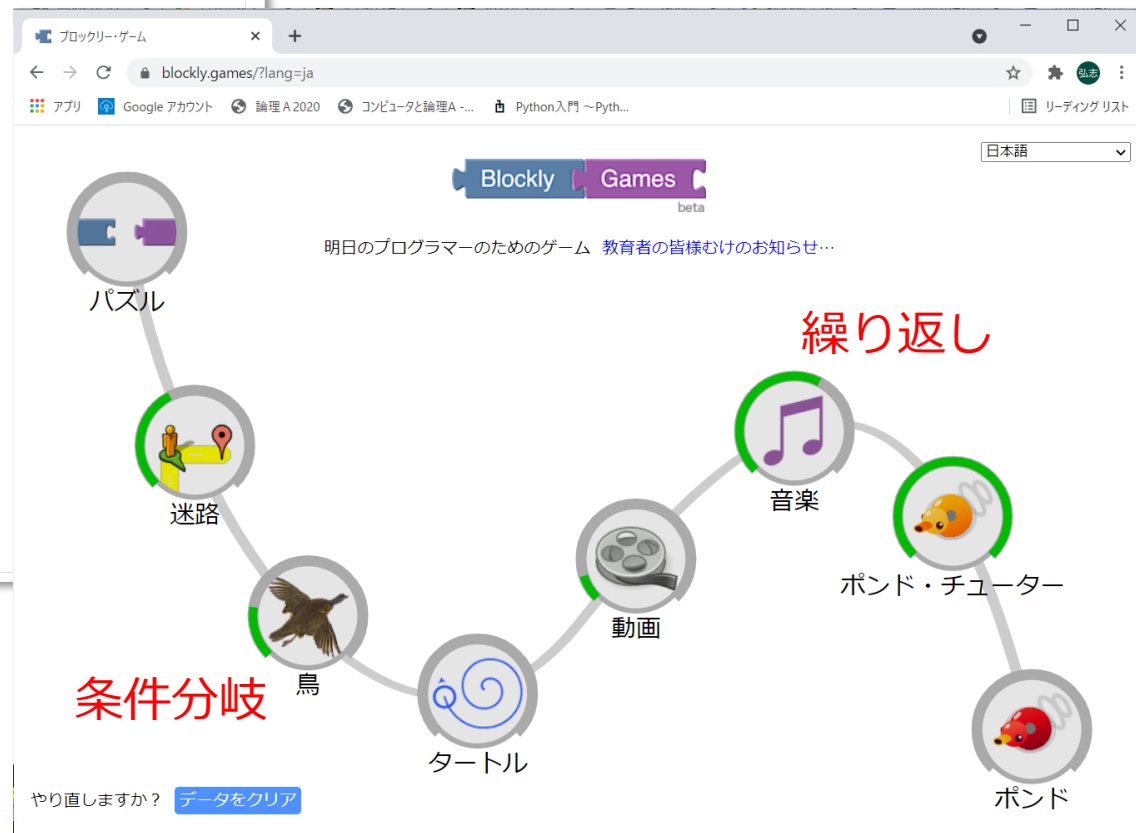 ブロックリー・ゲーム
blockly.games/?lang=ja
弘志
アプリ Google アカウント 論理 A 2020 コンピュータと論理A -... Python入門 ～Pyth... リーディング リスト
日本語
Blockly Games
beta
明日のプログラマーのためのゲーム 教育者の皆様むけのお知らせ…
パズル
繰り返し
迷路
音楽
ポンド・チューター
動画
鳥
条件分岐
タートル
ポンド
やり直しますか？ データをクリア